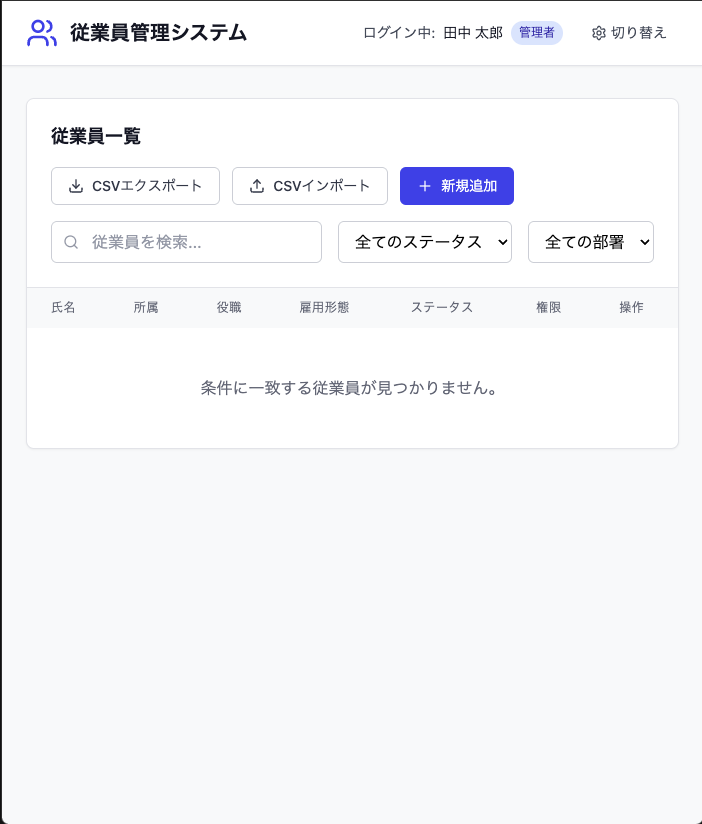 従業員管理システム ログイン中: 田中 太郎 管理者 切り替え
従業員一覧
CSVエクスポート CSVインポート 新規追加
従業員を検索... 全てのステータス 全ての部署
氏名 所属 役職 雇用形態 ステータス 権限 操作
条件に一致する従業員が見つかりません。